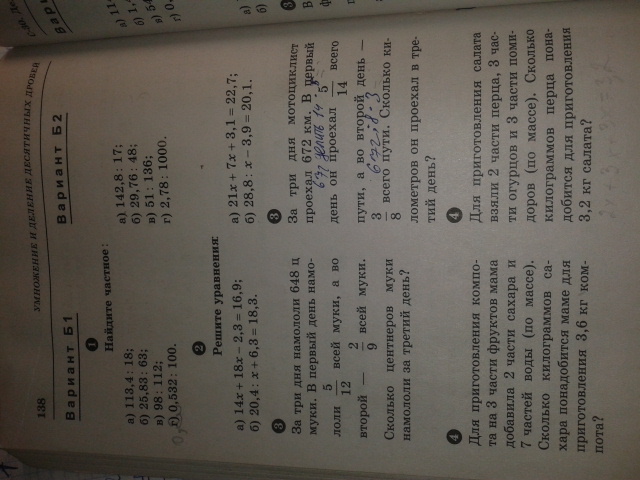 138
УМНОЖЕНИЕ И ДЕЛЕНИЕ ДЕСЯТИЧНЫХ ДРОБЕЙ
Вариант Б1
Вариант Б2
1
Найдите частное:
а) 113,4 : 18;
б) 25,83 : 63;
в) 98 : 112;
г) 0,532 : 100.
а) 142,8 : 17;
б) 29,76 : 48;
в) 51 : 136;
г) 2,78 : 1000.
2
Решите уравнения:
а) 14x + 18x − 2,3 = 16,9;
б) 20,4 : x + 6,3 = 18,3.
а) 21x + 7x + 3,1 = 22,7;
б) 28,8 : x − 3,9 = 20,1.
3
За три дня намололи 648 ц
муки. В первый день намо-
лоли 5/12 всей муки, а во
второй — 2/9 всей муки.
Сколько центнеров муки
намололи за третий день?
3
За три дня мотоциклист
проехал 672 км. В первый
день он проехал 5/14 всего
пути, а во второй день —
3/8 всего пути. Сколько ки-
лометров он проехал в тре-
тий день?
672:8·3
4
Для приготовления компо-
та на 3 части фруктов мама
добавила 2 части сахара и
7 частей воды (по массе).
Сколько килограммов са-
хара понадобится маме для
приготовления 3,6 кг ком-
пота?
4
Для приготовления салата
взяли 2 части перца, 3 час-
ти огурцов и 3 части поми-
доров (по массе). Сколько
килограммов перца пона-
добится для приготовления
3,2 кг салата?